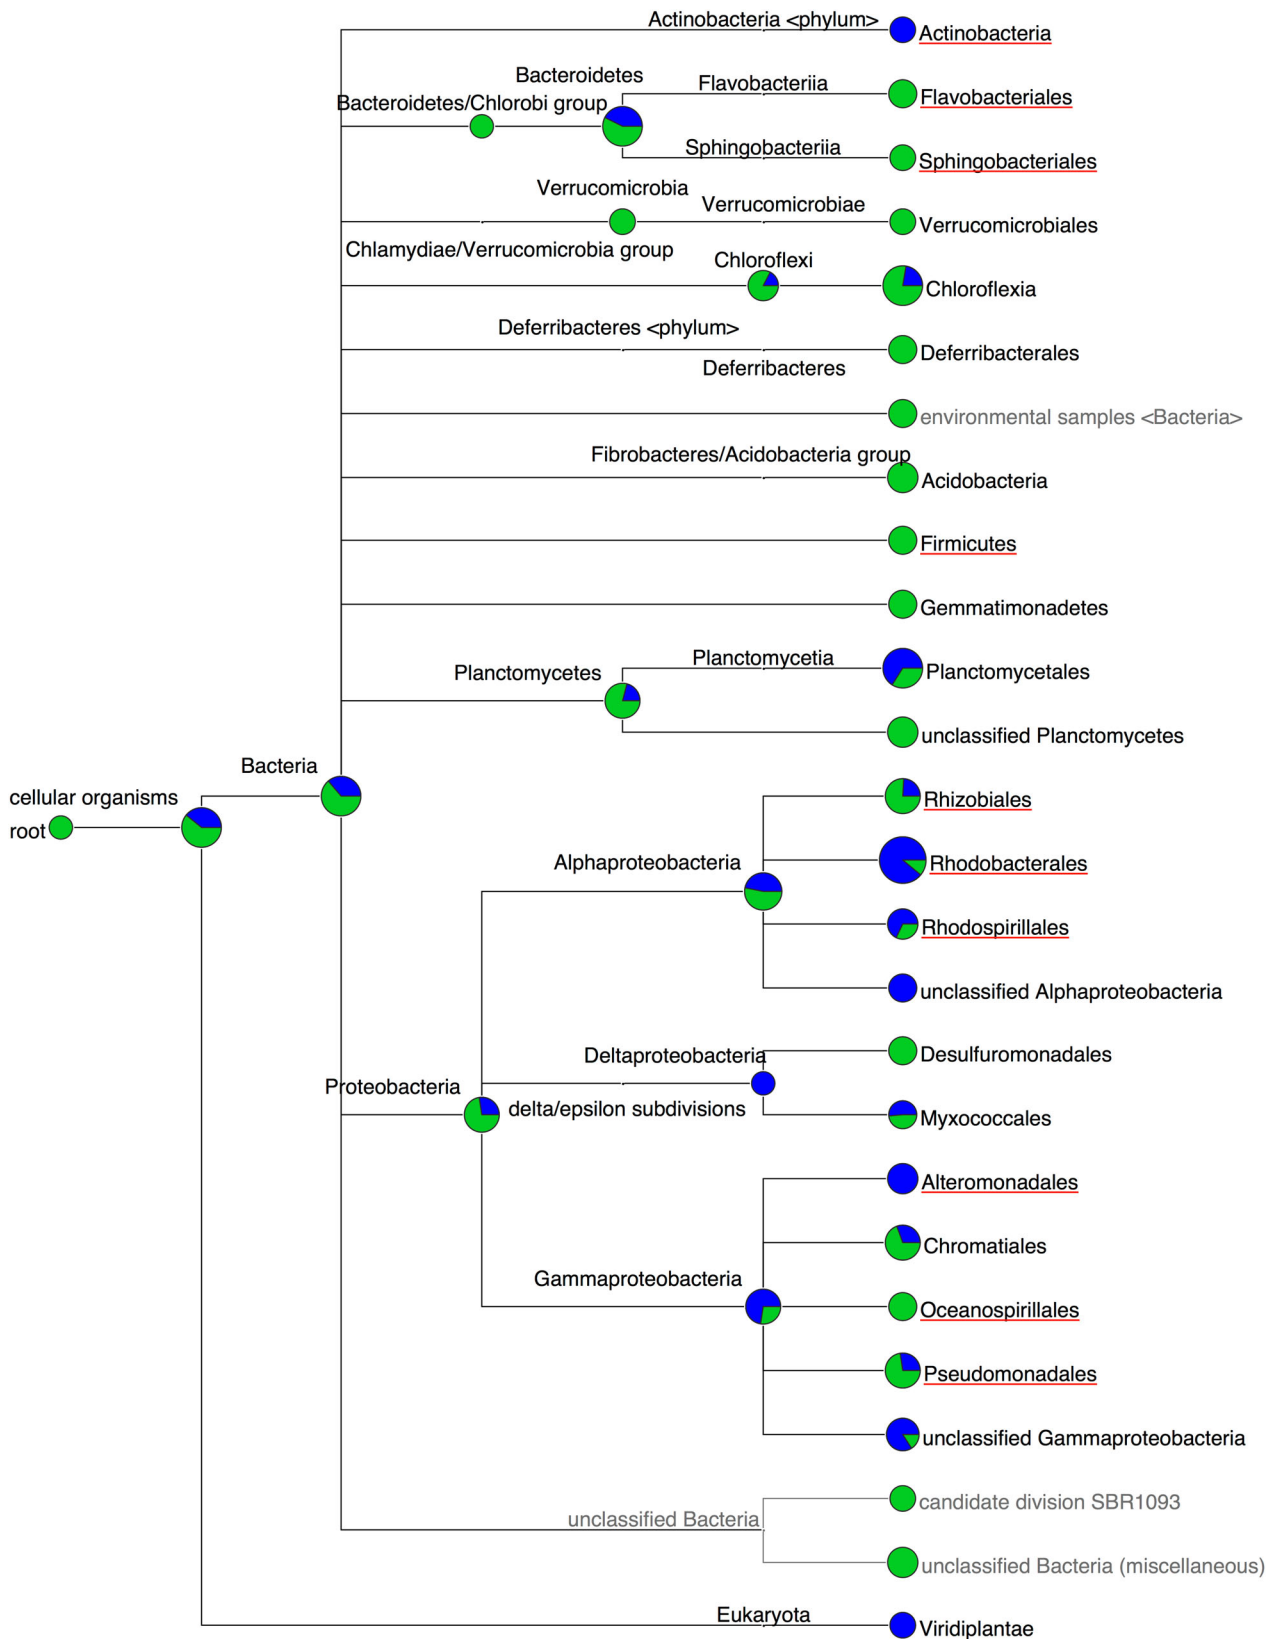 Actinobacteria <phylum>
Actinobacteria
Bacteroidetes
Flavobacteriia
Bacteroidetes/Chlorobi group
Flavobacteriales
Sphingobacteriia
Sphingobacteriales
Verrucomicrobia
Verrucomicrobiae
Verrucomicrobiales
Chlamydiae/Verrucomicrobia group
Chloroflexi
Chloroflexia
Deferribacteres <phylum>
Deferribacterales
Deferribacteres
environmental samples <Bacteria>
Fibrobacteres/Acidobacteria group
Acidobacteria
Firmicutes
Gemmatimonadetes
Planctomycetes
Planctomycetia
Planctomycetales
unclassified Planctomycetes
Bacteria
cellular organisms
root
Rhizobiales
Alphaproteobacteria
Rhodobacterales
Rhodospirillales
unclassified Alphaproteobacteria
Deltaproteobacteria
Desulfuromonadales
Proteobacteria
delta/epsilon subdivisions
Myxococcales
Alteromonadales
Chromatiales
Gammaproteobacteria
Oceanospirillales
Pseudomonadales
unclassified Gammaproteobacteria
candidate division SBR1093
unclassified Bacteria
unclassified Bacteria (miscellaneous)
Eukaryota
Viridiplantae